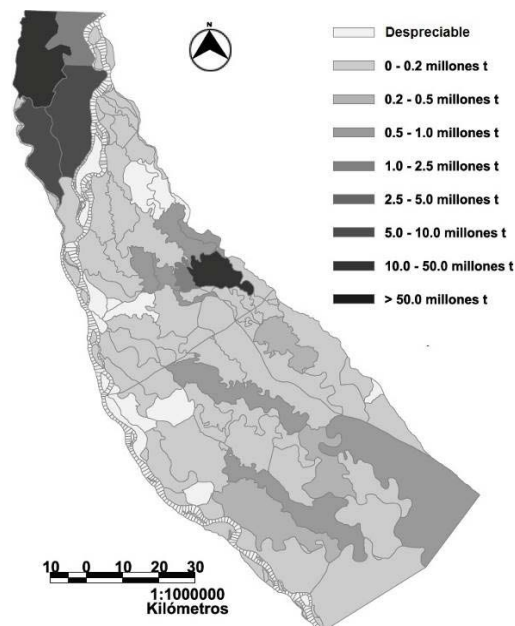 N
Despreciable
0 - 0.2 millones t
0.2 - 0.5 millones t
0.5 - 1.0 millones t
1.0 - 2.5 millones t
2.5 - 5.0 millones t
5.0 - 10.0 millones t
10.0 - 50.0 millones t
> 50.0 millones t
10 0 10 20 30
1:1000000
Kilómetros